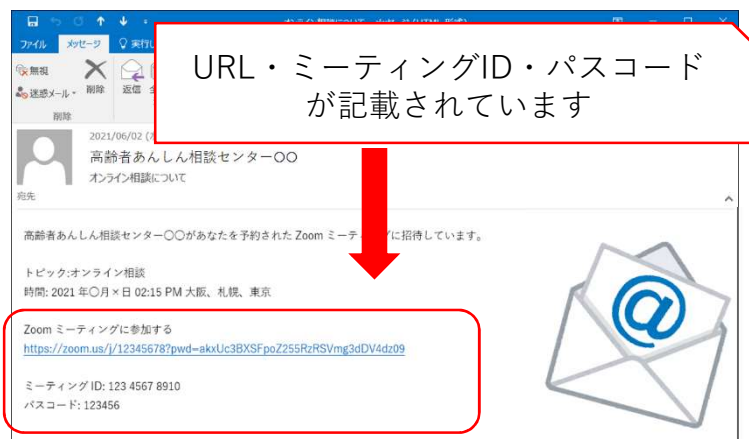 ファイル メッセージ
無視
迷惑メール
削除
返信
削除
URL・ミーティングID・パスコード
が記載されています
2021/06/02
高齢者あんしん相談センター〇〇
オンライン相談について
宛先
高齢者あんしん相談センター〇〇があなたを予約された Zoom ミーティングに招待しています。
トピック:オンライン相談
時間: 2021 年〇月×日 02:15 PM 大阪、札幌、東京
Zoom ミーティングに参加する
https://zoom.us/j/12345678?pwd=akxUc3BXSFpoZ255RzRSVmg3dDV4dz09
ミーティング ID: 123 4567 8910
パスコード: 123456
@